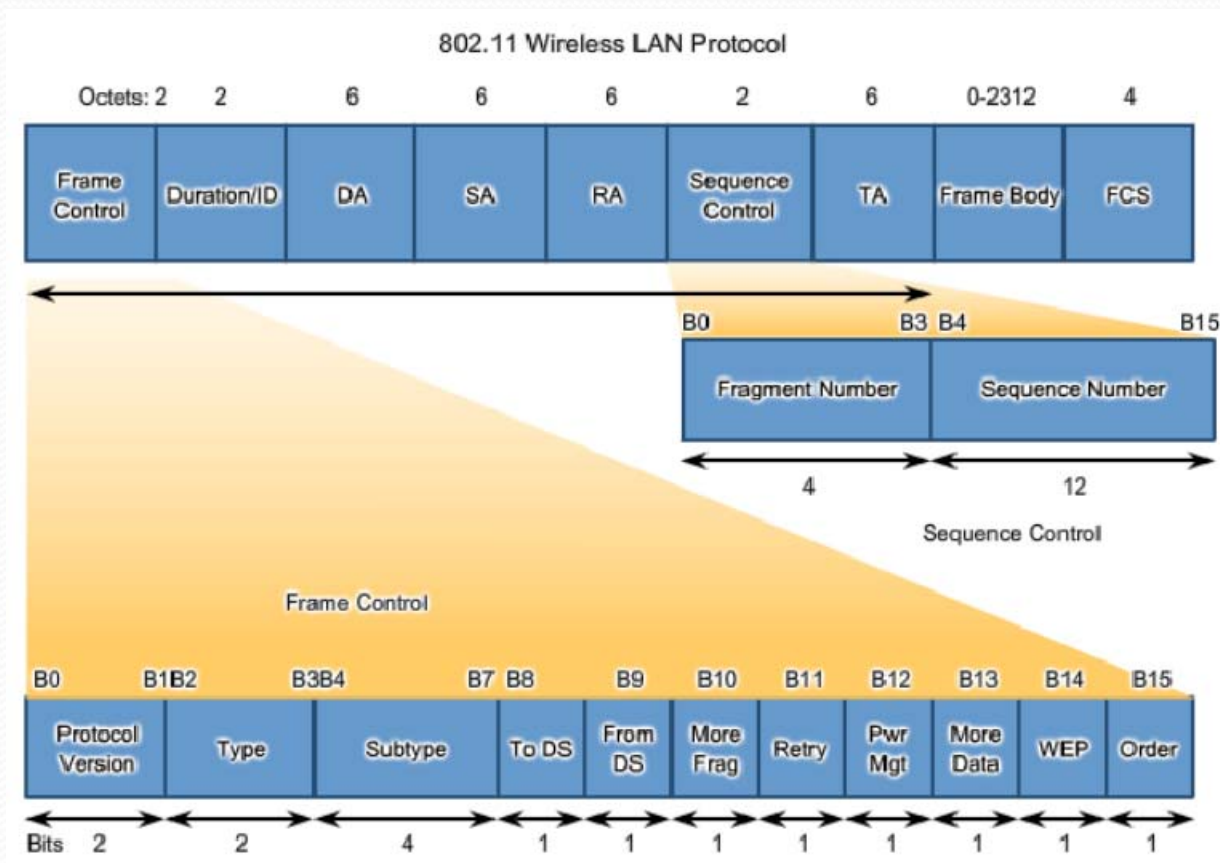 802.11 Wireless LAN Protocol
Octets: 2 2 6 6 6 2 6 0-2312 4
Frame Control
Duration/ID
DA
SA
RA
Sequence Control
TA
Frame Body
FCS
B0 B3 B4 B15
Fragment Number
Sequence Number
4 12
Sequence Control
Frame Control
B0 B1 B2 B3 B4 B7 B8 B9 B10 B11 B12 B13 B14 B15
Protocol Version
Type
Subtype
To DS
From DS
More Frag
Retry
Pwr Mgt
More Data
WEP
Order
Bits 2 2 4 1 1 1 1 1 1 1 1